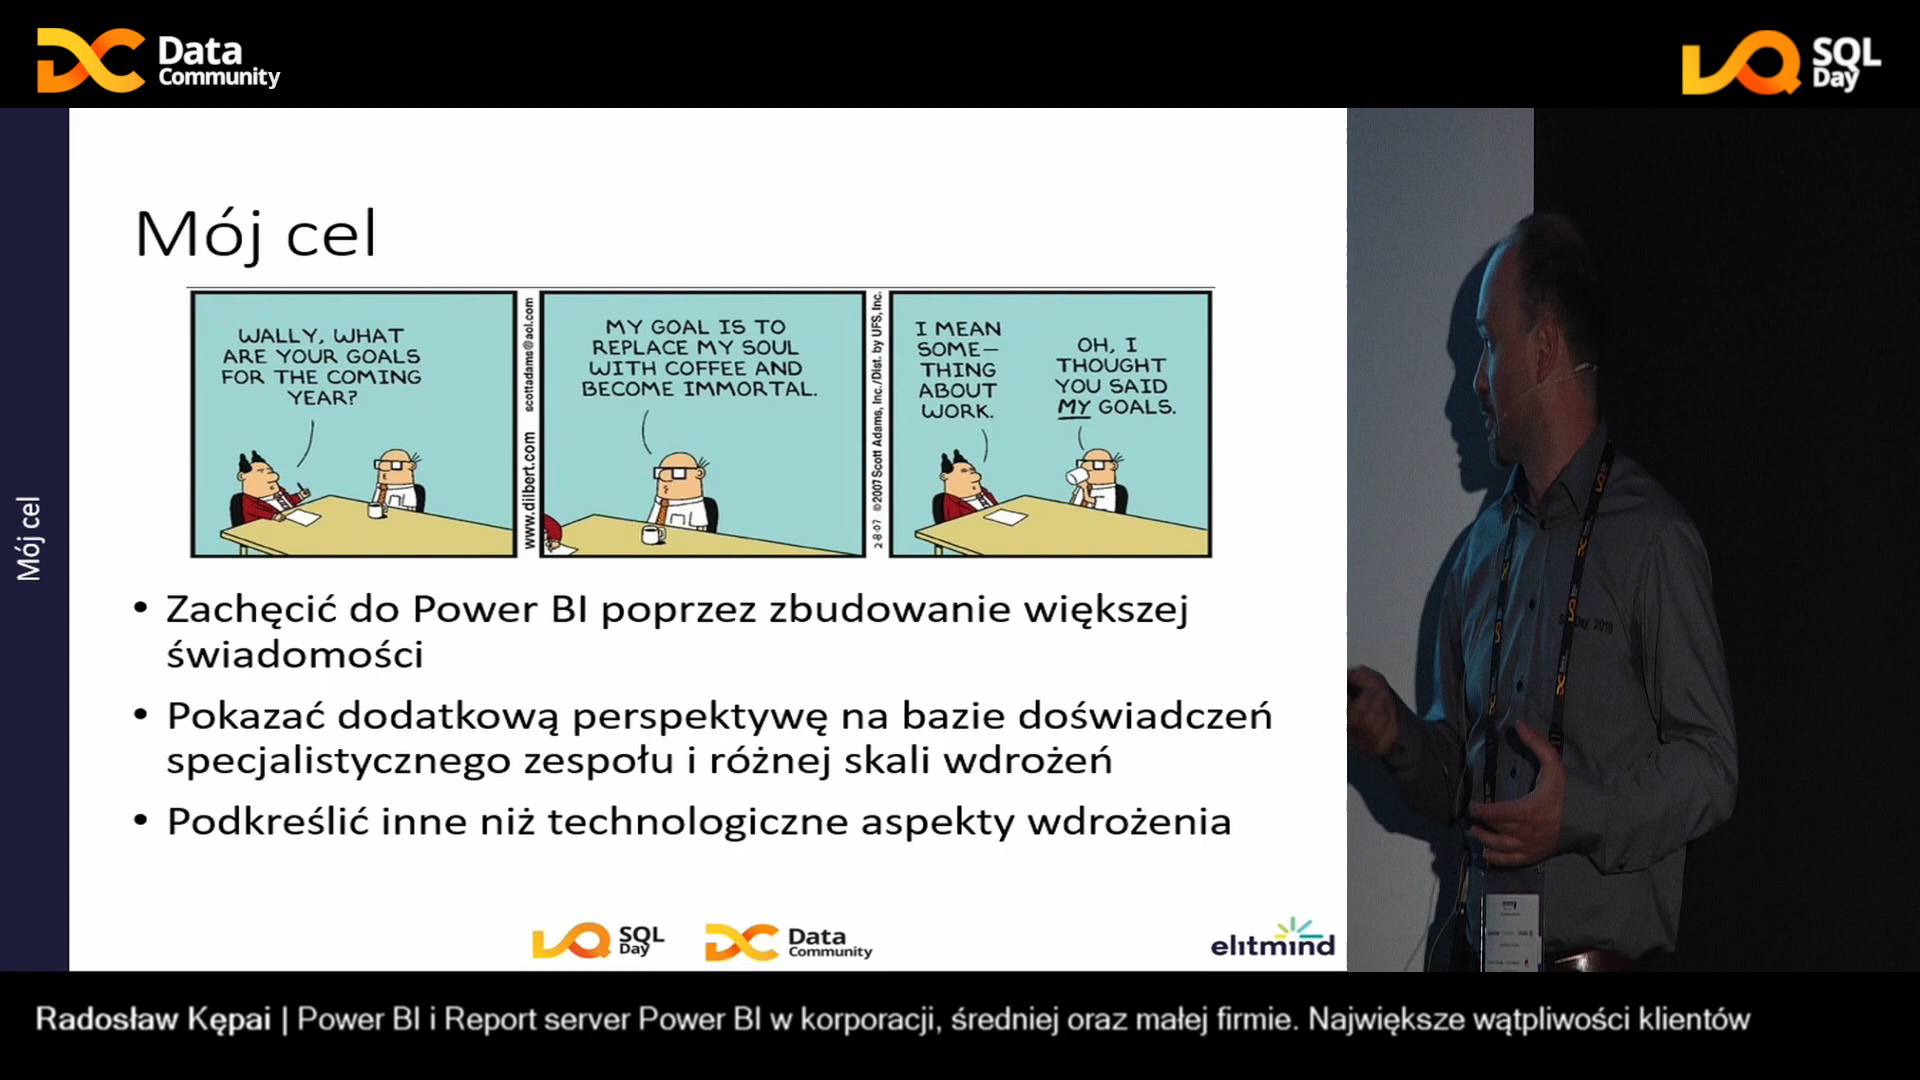 Data
Community
SQL
Day
Mój cel
Mój cel
WALLY, WHAT
ARE YOUR GOALS
FOR THE COMING
YEAR?
www.dilbert.com scottadams@aol.com
MY GOAL IS TO
REPLACE MY SOUL
WITH COFFEE AND
BECOME IMMORTAL.
2-8-07 ©2007 Scott Adams, Inc./Dist. by UFS, Inc.
I MEAN
SOME—
THING
ABOUT
WORK.
OH, I
THOUGHT
YOU SAID
MY GOALS.
• Zachęcić do Power BI poprzez zbudowanie większej
świadomości
• Pokazać dodatkową perspektywę na bazie doświadczeń
specjalistycznego zespołu i różnej skali wdrożeń
• Podkreślić inne niż technologiczne aspekty wdrożenia
SQL
Day
Data
Community
elitmind
2019
Radosław Kępai | Power BI i Report server Power BI w korporacji, średniej oraz małej firmie. Największe wątpliwości klientów